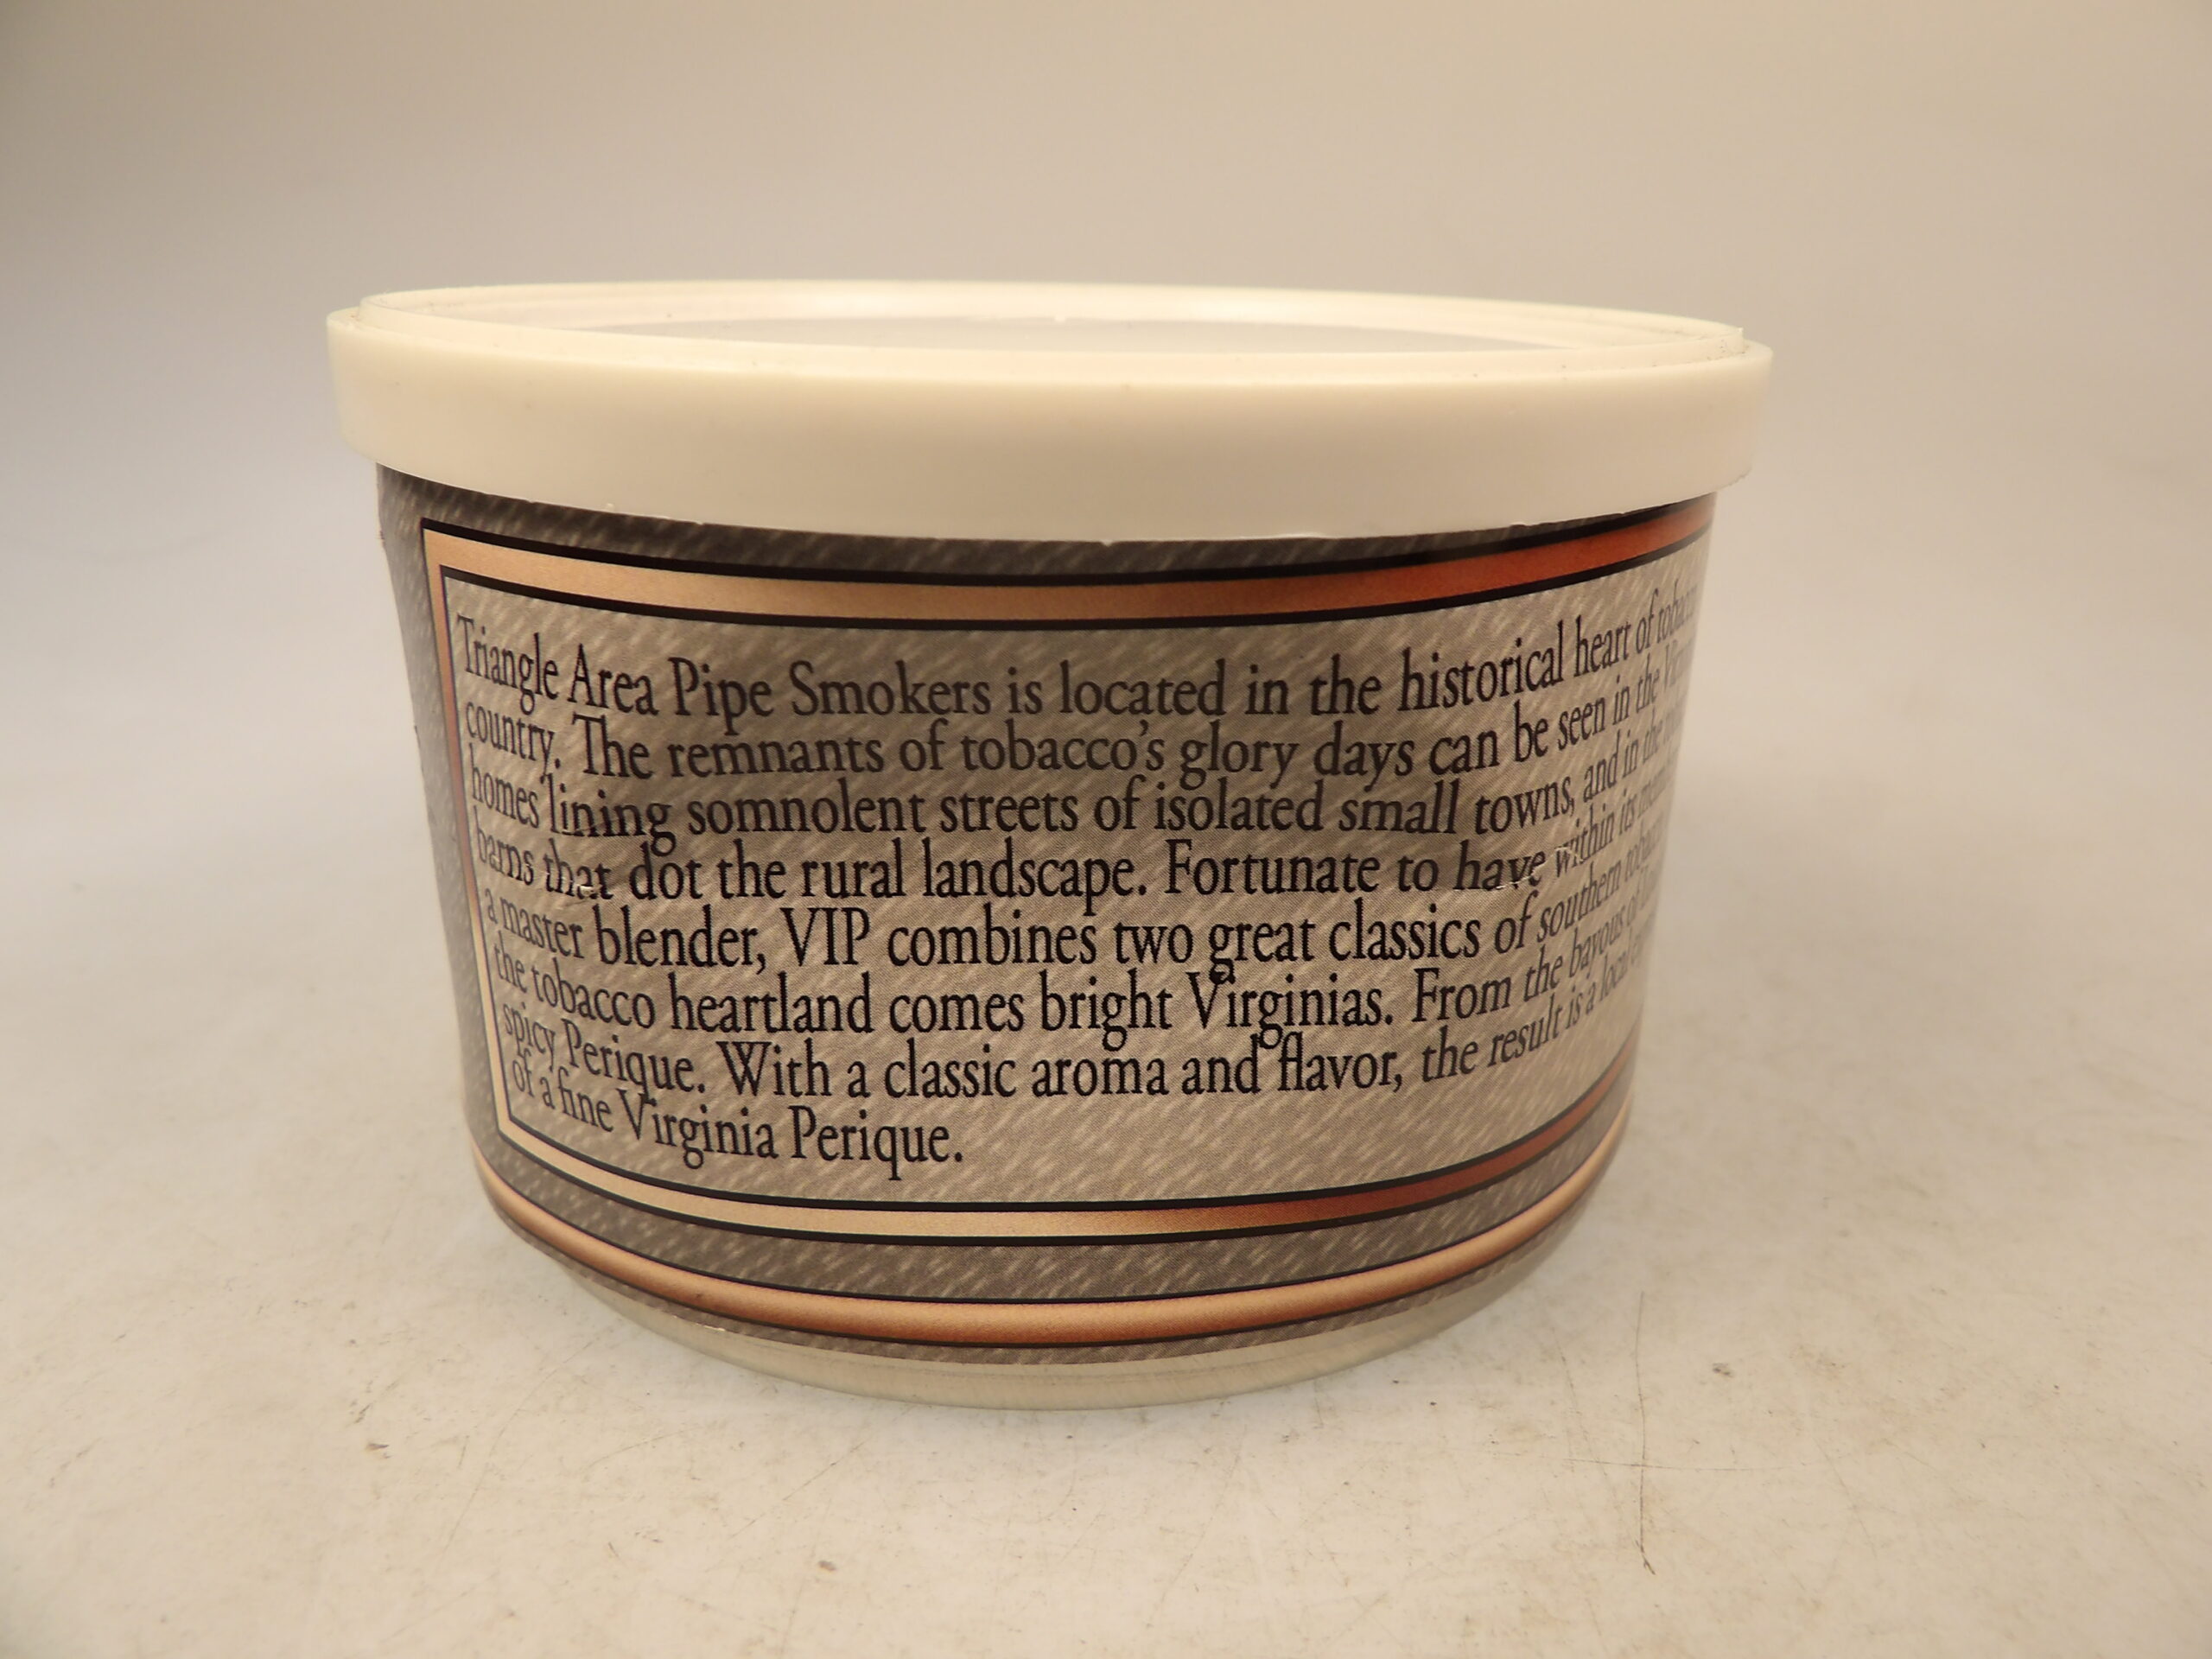 Triangle Area Pipe Smokers is located in the historical heart of
country. The remnants of tobacco's glory days can be seen in the
homes lining somnolent streets of isolated small towns, and in the
barns that dot the rural landscape. Fortunate to have within its
a master blender, VIP combines two great classics of southern
the tobacco heartland comes bright Virginias. From the bayous of
spicy Perique. With a classic aroma and flavor, the result is a local
of a fine Virginia Perique.